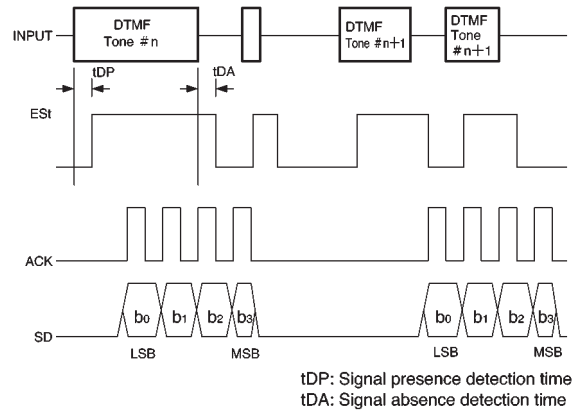 INPUT
DTMF
Tone #n
DTMF
Tone #n+1
DTMF
Tone
#n+1
tDP
tDA
ESt
ACK
SD
b0
b1
b2
b3
b0
b1
b2
b3
LSB
MSB
LSB
MSB
tDP: Signal presence detection time
tDA: Signal absence detection time